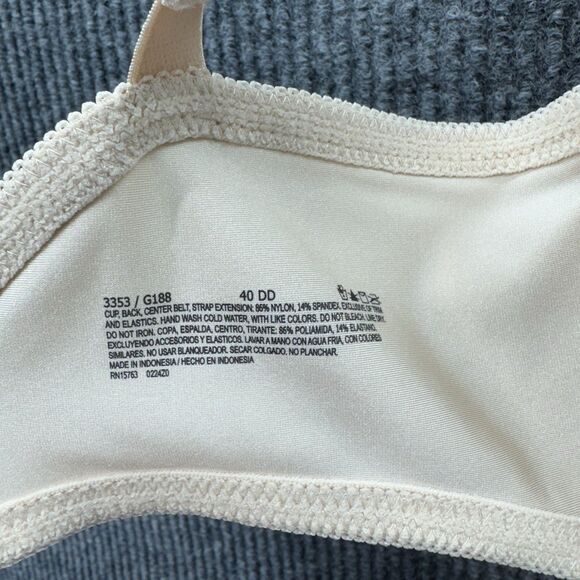 3353 / G188 40 DD
CUP, BACK, CENTER BELT, STRAP EXTENSION: 86% NYLON, 14% SPANDEX, EXCLUSIVE OF TRIM
AND ELASTICS. HAND WASH COLD WATER, WITH LIKE COLORS. DO NOT BLEACH. LINE DRY.
DO NOT IRON. COPA, ESPALDA, CENTRO, TIRANTE: 86% POLIAMIDA, 14% ELASTANO.
EXCLUYENDO ACCESORIOS Y ELASTICOS. LAVAR A MANO CON AGUA FRIA, CON COLORES
SIMILARES. NO USAR BLANQUEADOR. SECAR COLGADO. NO PLANCHAR.
MADE IN INDONESIA / HECHO EN INDONESIA
RN15763 0224Z0